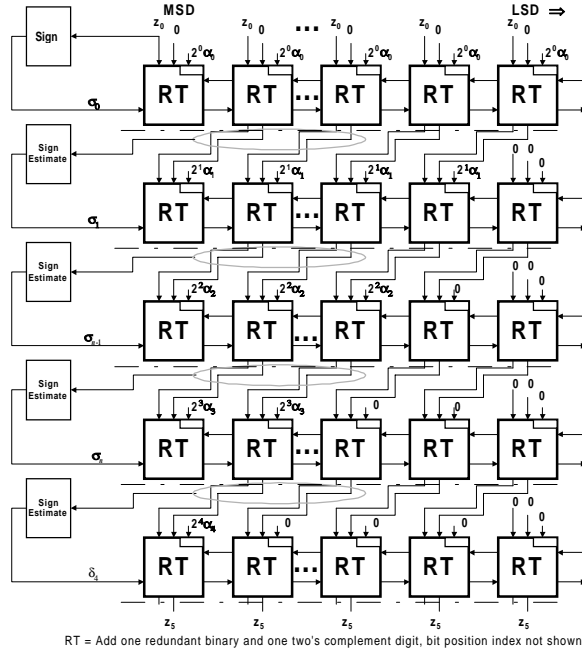 MSD ... LSD ⇒
z₀ 0 z₀ 0 z₀ 0 z₀ 0 z₀ 0
Sign 2⁰α₀ 2⁰α₀ 2⁰α₀ 2⁰α₀ 2⁰α₀
RT RT ... RT RT RT
σ₀
Sign Estimate 2¹α₁ 2¹α₁ 2¹α₁ 2¹α₁ 0 0 0
RT RT ... RT RT RT
σ₁
Sign Estimate 2²α₂ 2²α₂ 2²α₂ 0 0 0 0
RT RT ... RT RT RT
σₙ₋₁
Sign Estimate 2³α₃ 2³α₃ 0 0 0 0 0
RT RT ... RT RT RT
σₙ
Sign Estimate 2⁴α₄ 0 0 0 0 0 0
RT RT ... RT RT RT
δ₄
z₅ z₅ z₅ z₅ z₅
RT = Add one redundant binary and one two's complement digit, bit position index not shown